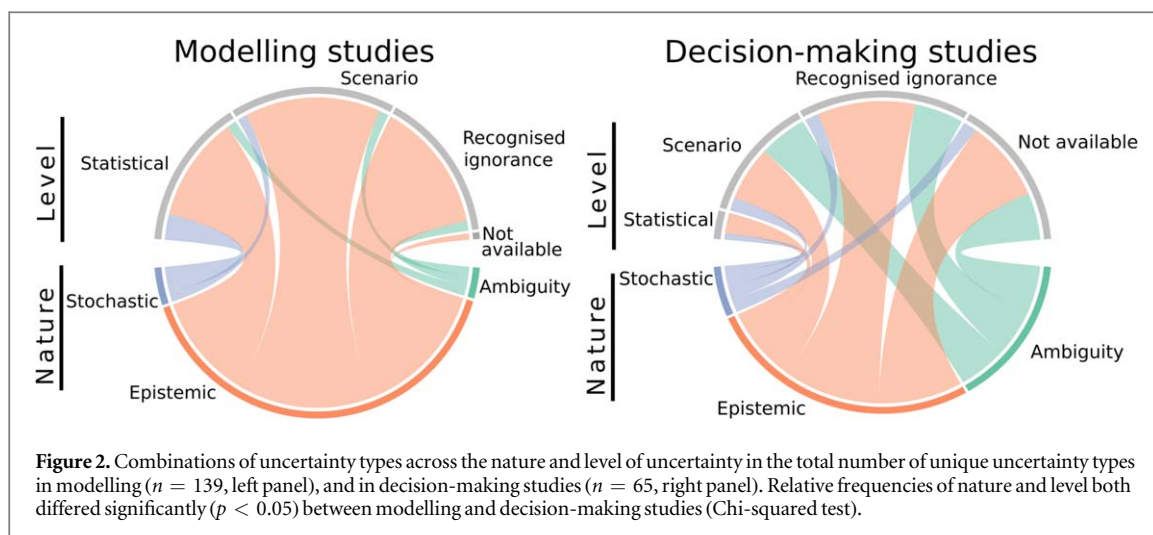 Modelling studies
Scenario
Statistical
Recognised
ignorance
Not
available
Stochastic
Ambiguity
Epistemic
Level
Nature
Decision-making studies
Recognised ignorance
Scenario
Not available
Statistical
Stochastic
Ambiguity
Epistemic
Level
Nature
Figure 2. Combinations of uncertainty types across the nature and level of uncertainty in the total number of unique uncertainty types
in modelling (n = 139, left panel), and in decision-making studies (n = 65, right panel). Relative frequencies of nature and level both
differed significantly (p < 0.05) between modelling and decision-making studies (Chi-squared test).